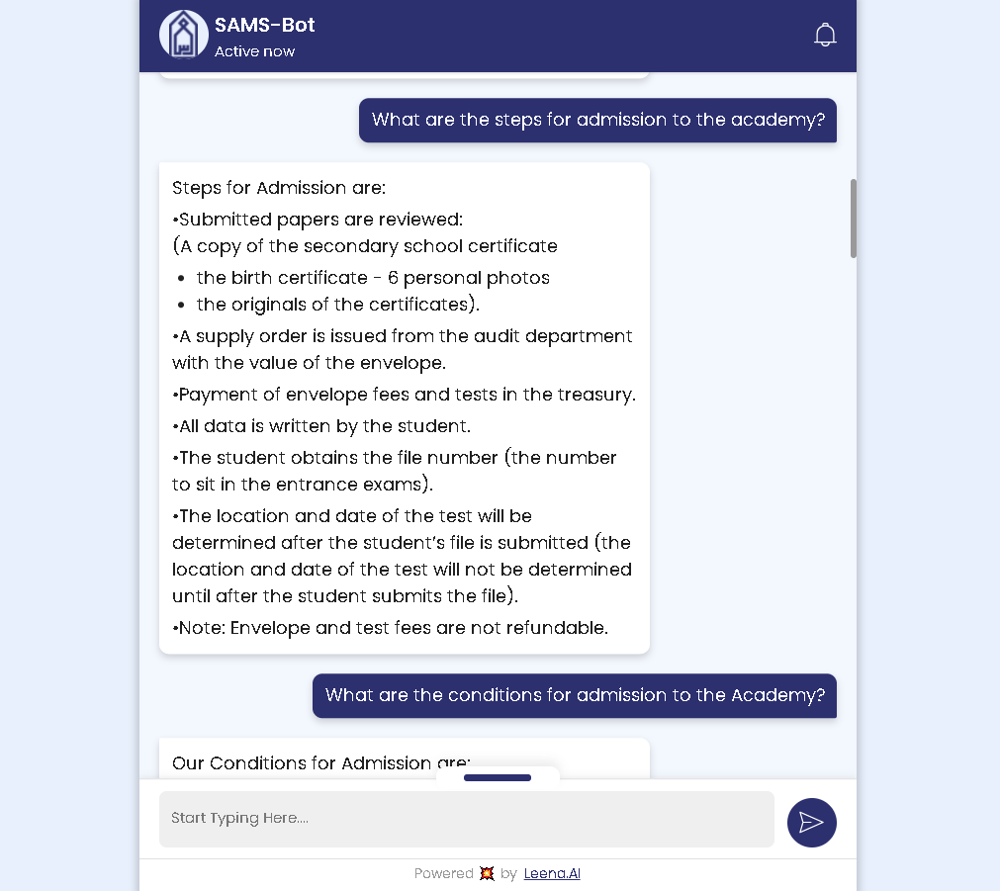 SAMS-Bot
Active now
What are the steps for admission to the academy?
Steps for Admission are:
•Submitted papers are reviewed:
(A copy of the secondary school certificate
• the birth certificate - 6 personal photos
• the originals of the certificates).
•A supply order is issued from the audit department
with the value of the envelope.
•Payment of envelope fees and tests in the treasury.
•All data is written by the student.
•The student obtains the file number (the number
to sit in the entrance exams).
•The location and date of the test will be
determined after the student’s file is submitted (the
location and date of the test will not be determined
until after the student submits the file).
•Note: Envelope and test fees are not refundable.
What are the conditions for admission to the Academy?
Our Conditions for Admission are:
Start Typing Here....
Powered 💥 by Leena.AI